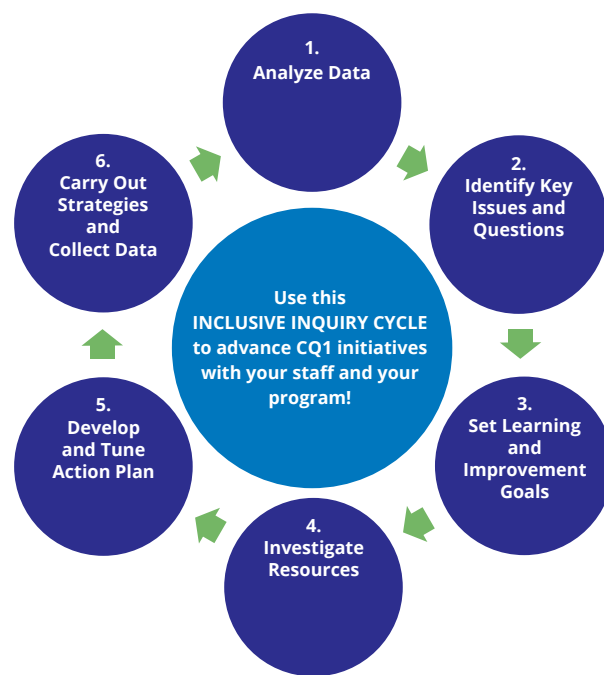 1.
Analyze Data
2.
Identify Key
Issues and
Questions
3.
Set Learning
and
Improvement
Goals
4.
Investigate
Resources
5.
Develop
and Tune
Action Plan
6.
Carry Out
Strategies
and
Collect Data
Use this
INCLUSIVE INQUIRY CYCLE
to advance CQ1 initiatives
with your staff and your
program!